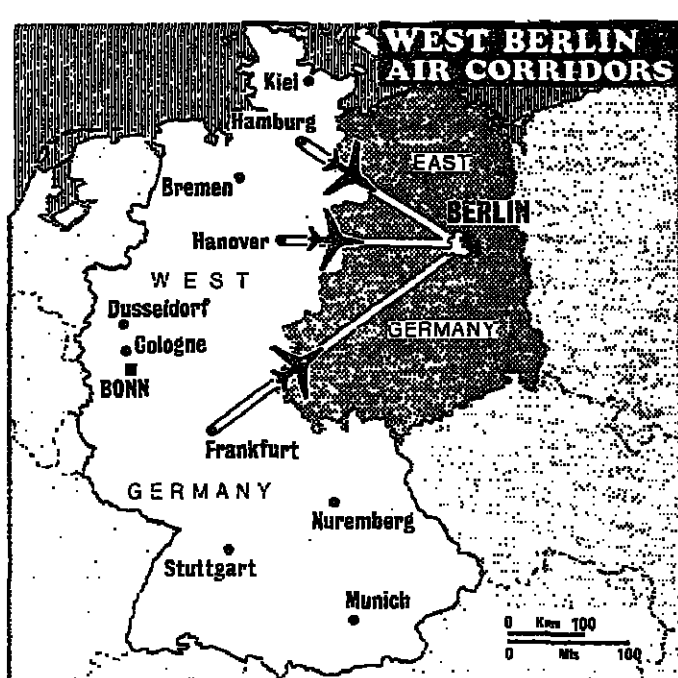 WEST BERLIN
AIR CORRIDORS
Kiel
Hamburg
EAST
Bremen
BERLIN
Hanover
WEST
Dusseldorf
GERMANY
Cologne
BONN
Frankfurt
GERMANY
Nuremberg
Stuttgart
Munich
0 Km 100
0 Mls 100